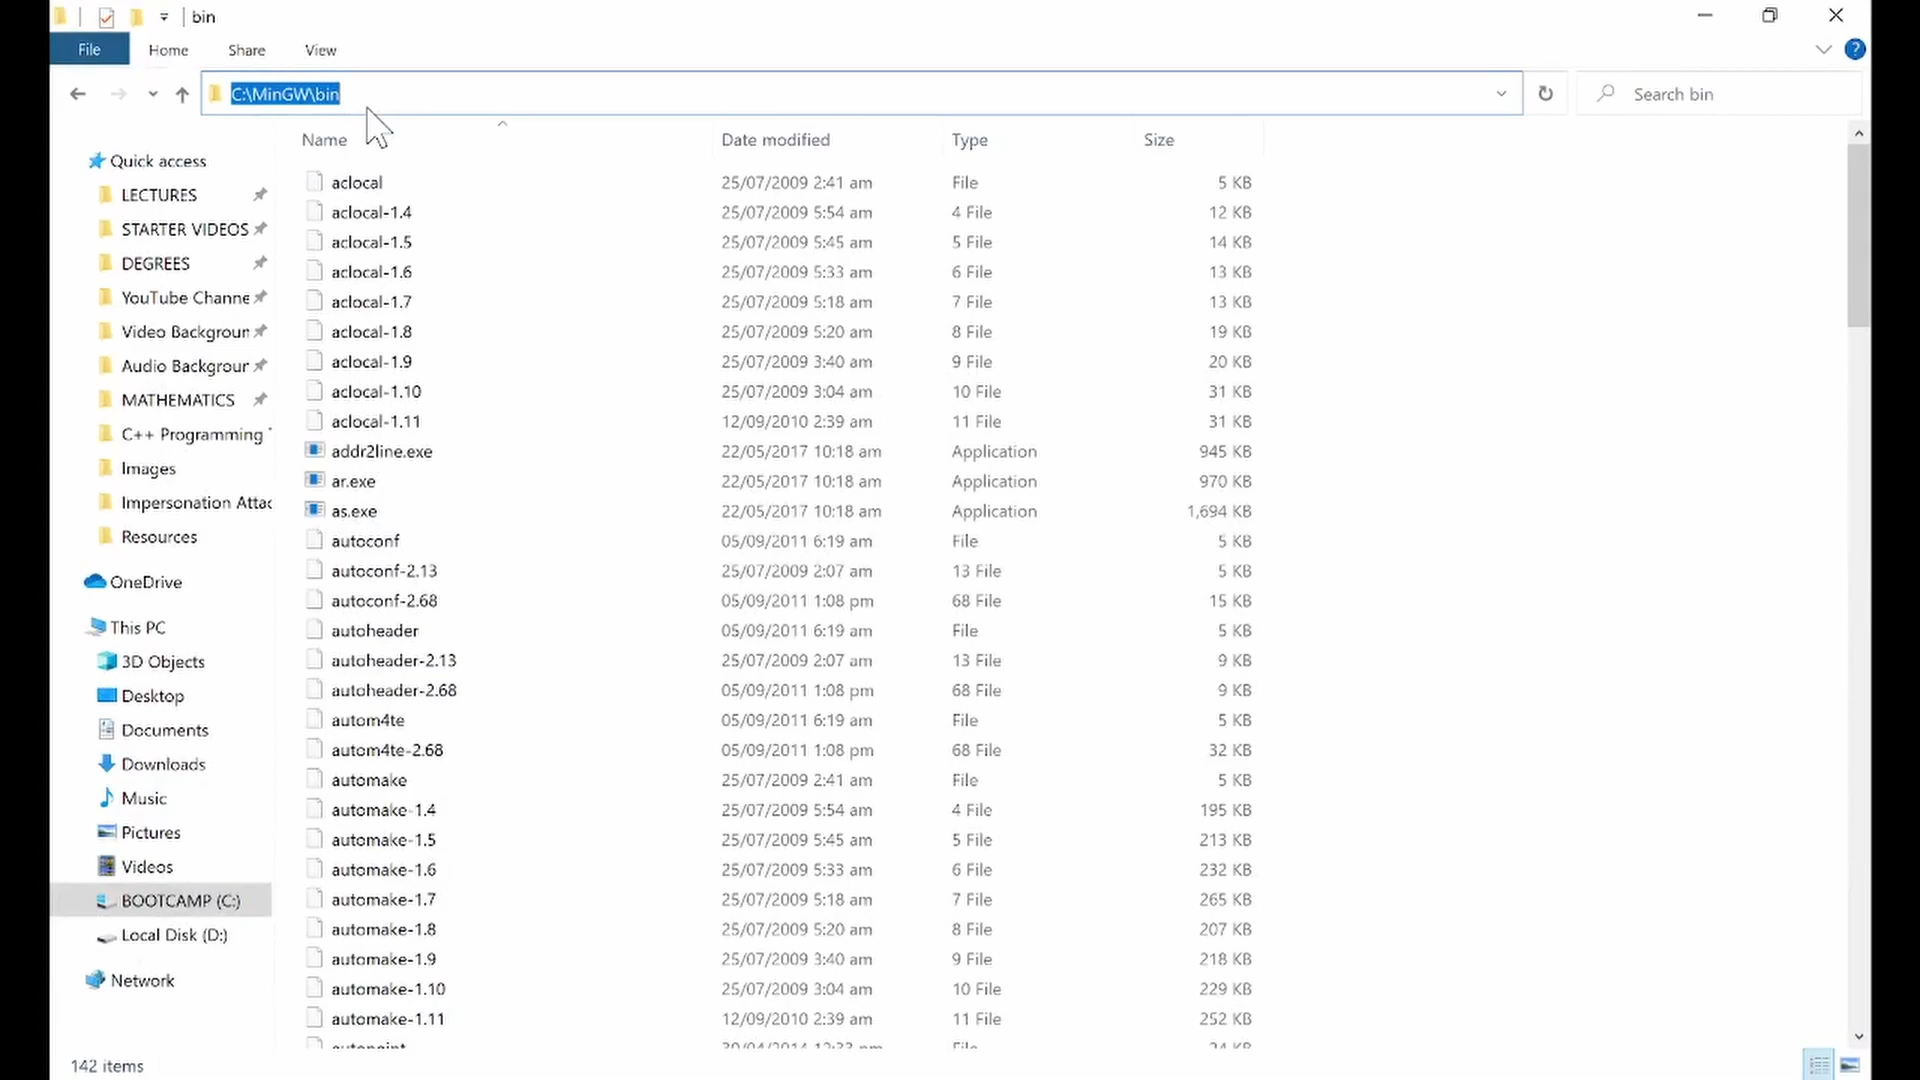 bin
File Home Share View
C:\MinGW\bin
Search bin
Name Date modified Type Size
Quick access
LECTURES
STARTER VIDEOS
DEGREES
YouTube Channe
Video Backgrour
Audio Backgrour
MATHEMATICS
C++ Programming
Images
Impersonation Attac
Resources
OneDrive
This PC
3D Objects
Desktop
Documents
Downloads
Music
Pictures
Videos
BOOTCAMP (C:)
Local Disk (D:)
Network
aclocal 25/07/2009 2:41 am File 5 KB
aclocal-1.4 25/07/2009 5:54 am 4 File 12 KB
aclocal-1.5 25/07/2009 5:45 am 5 File 14 KB
aclocal-1.6 25/07/2009 5:33 am 6 File 13 KB
aclocal-1.7 25/07/2009 5:18 am 7 File 13 KB
aclocal-1.8 25/07/2009 5:20 am 8 File 19 KB
aclocal-1.9 25/07/2009 3:40 am 9 File 20 KB
aclocal-1.10 25/07/2009 3:04 am 10 File 31 KB
aclocal-1.11 12/09/2010 2:39 am 11 File 31 KB
addr2line.exe 22/05/2017 10:18 am Application 945 KB
ar.exe 22/05/2017 10:18 am Application 970 KB
as.exe 22/05/2017 10:18 am Application 1,694 KB
autoconf 05/09/2011 6:19 am File 5 KB
autoconf-2.13 25/07/2009 2:07 am 13 File 5 KB
autoconf-2.68 05/09/2011 1:08 pm 68 File 15 KB
autoheader 05/09/2011 6:19 am File 5 KB
autoheader-2.13 25/07/2009 2:07 am 13 File 9 KB
autoheader-2.68 05/09/2011 1:08 pm 68 File 9 KB
autom4te 05/09/2011 6:19 am File 5 KB
autom4te-2.68 05/09/2011 1:08 pm 68 File 32 KB
automake 25/07/2009 2:41 am File 5 KB
automake-1.4 25/07/2009 5:54 am 4 File 195 KB
automake-1.5 25/07/2009 5:45 am 5 File 213 KB
automake-1.6 25/07/2009 5:33 am 6 File 232 KB
automake-1.7 25/07/2009 5:18 am 7 File 265 KB
automake-1.8 25/07/2009 5:20 am 8 File 207 KB
automake-1.9 25/07/2009 3:40 am 9 File 218 KB
automake-1.10 25/07/2009 3:04 am 10 File 229 KB
automake-1.11 12/09/2010 2:39 am 11 File 252 KB
142 items